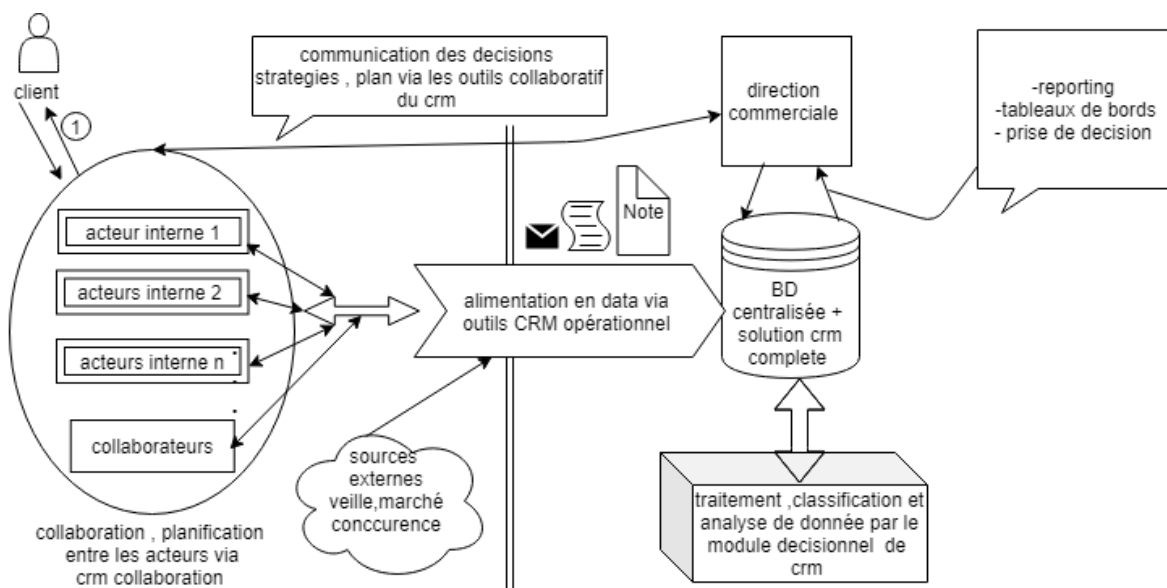 client
1
communication des decisions
strategies , plan via les outils collaboratif
du crm
direction
commerciale
-reporting
-tableaux de bords
- prise de decision
acteur interne 1
acteurs interne 2
acteurs interne n
collaborateurs
collaboration , planification
entre les acteurs via
crm collaboration
Note
alimentation en data via
outils CRM opérationnel
sources
externes
veille,marché
conccurence
BD
centralisée +
solution crm
complete
traitement ,classification et
analyse de donnée par le
module decisionnel de
crm